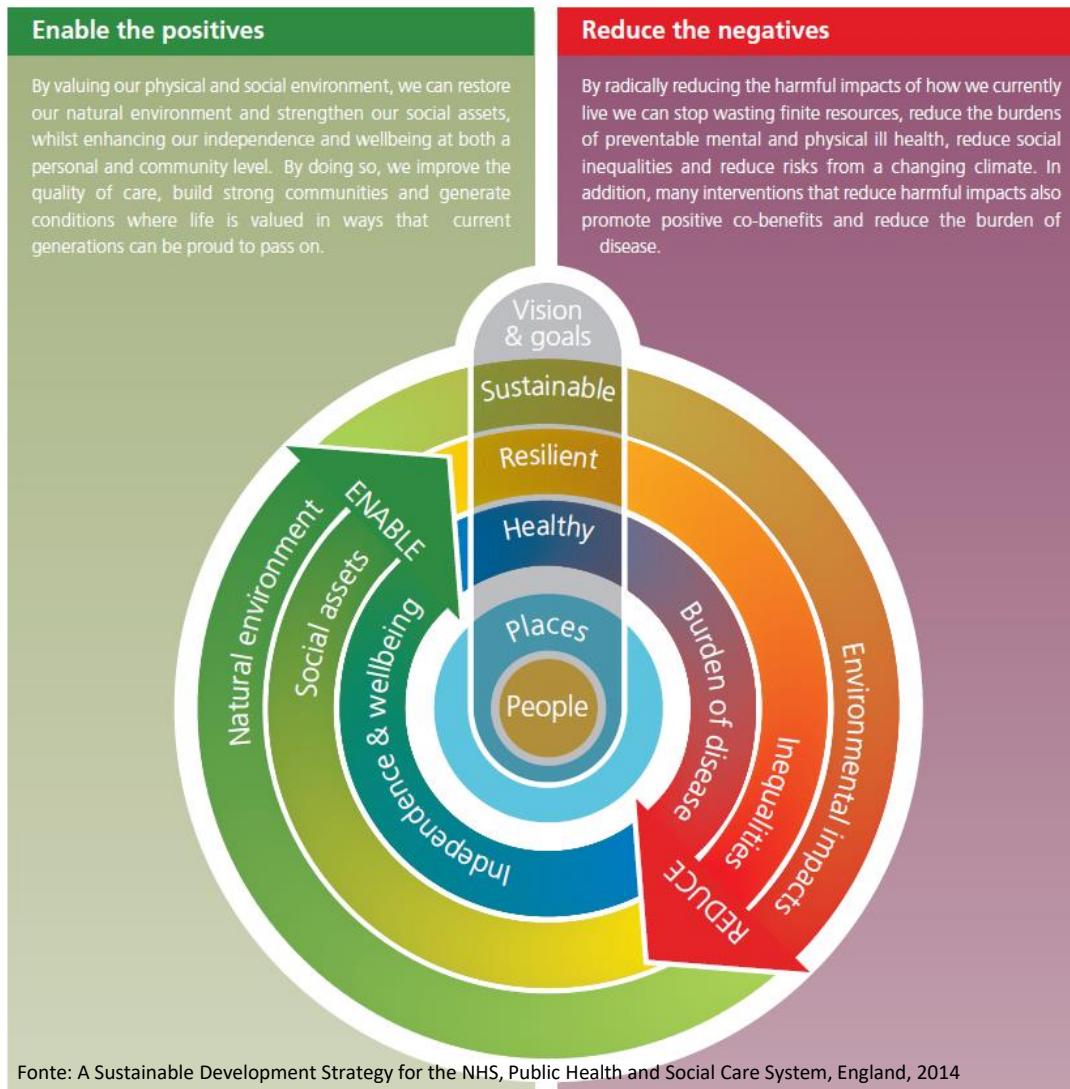 Enable the positives
By valuing our physical and social environment, we can restore
our natural environment and strengthen our social assets,
whilst enhancing our independence and wellbeing at both a
personal and community level. By doing so, we improve the
quality of care, build strong communities and generate
conditions where life is valued in ways that current
generations can be proud to pass on.
Reduce the negatives
By radically reducing the harmful impacts of how we currently
live we can stop wasting finite resources, reduce the burdens
of preventable mental and physical ill health, reduce social
inequalities and reduce risks from a changing climate. In
addition, many interventions that reduce harmful impacts also
promote positive co-benefits and reduce the burden of
disease.
Vision
& goals
Sustainable
Resilient
Healthy
Places
People
ENABLE
Natural environment
Social assets
Independence & wellbeing
Burden of disease
Inequalities
Environmental impacts
REDUCE
Fonte: A Sustainable Development Strategy for the NHS, Public Health and Social Care System, England, 2014